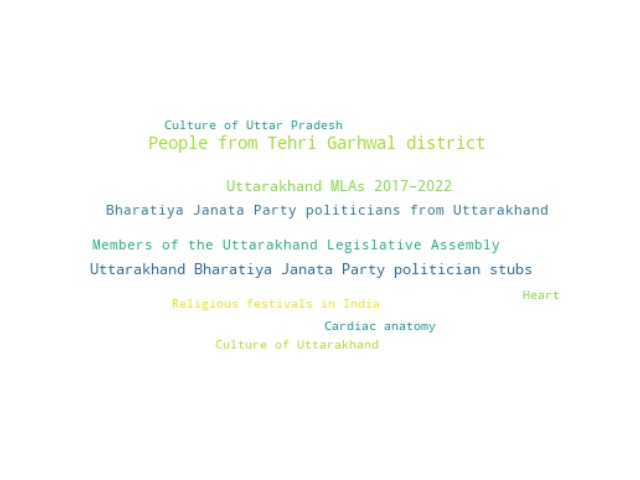 Culture of Uttar Pradesh
People from Tehri Garhwal district
Uttarakhand MLAs 2017–2022
Bharatiya Janata Party politicians from Uttarakhand
Members of the Uttarakhand Legislative Assembly
Uttarakhand Bharatiya Janata Party politician stubs
Heart
Religious festivals in India
Cardiac anatomy
Culture of Uttarakhand